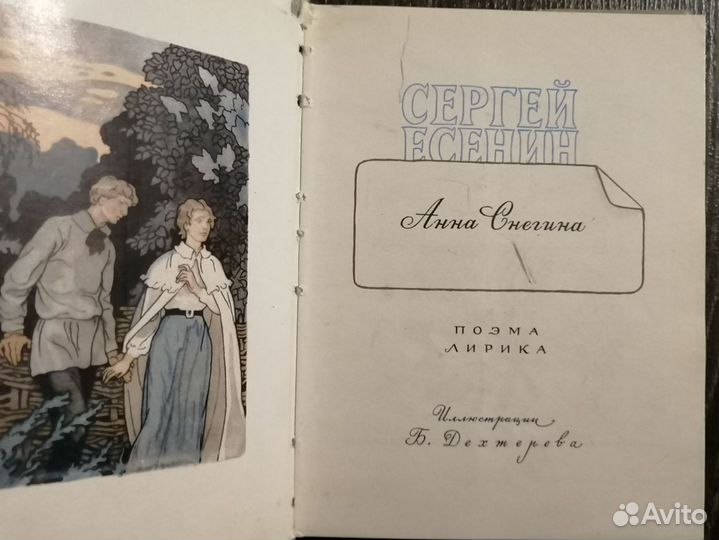 СЕРГЕЙ
ЕСЕНИН
Анна Снегина
ПОЭМА
ЛИРИКА
Иллюстрации
Б. Дехтерева
Avito